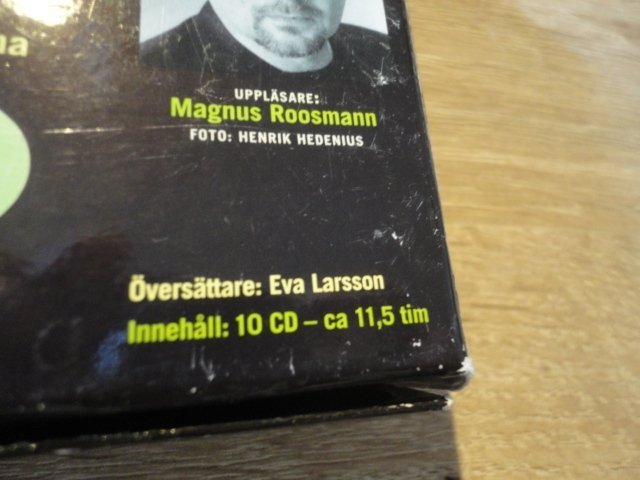 UPPLÄSARE:
Magnus Roosmann
FOTO: HENRIK HEDENIUS
Översättare: Eva Larsson
Innehåll: 10 CD – ca 11,5 tim